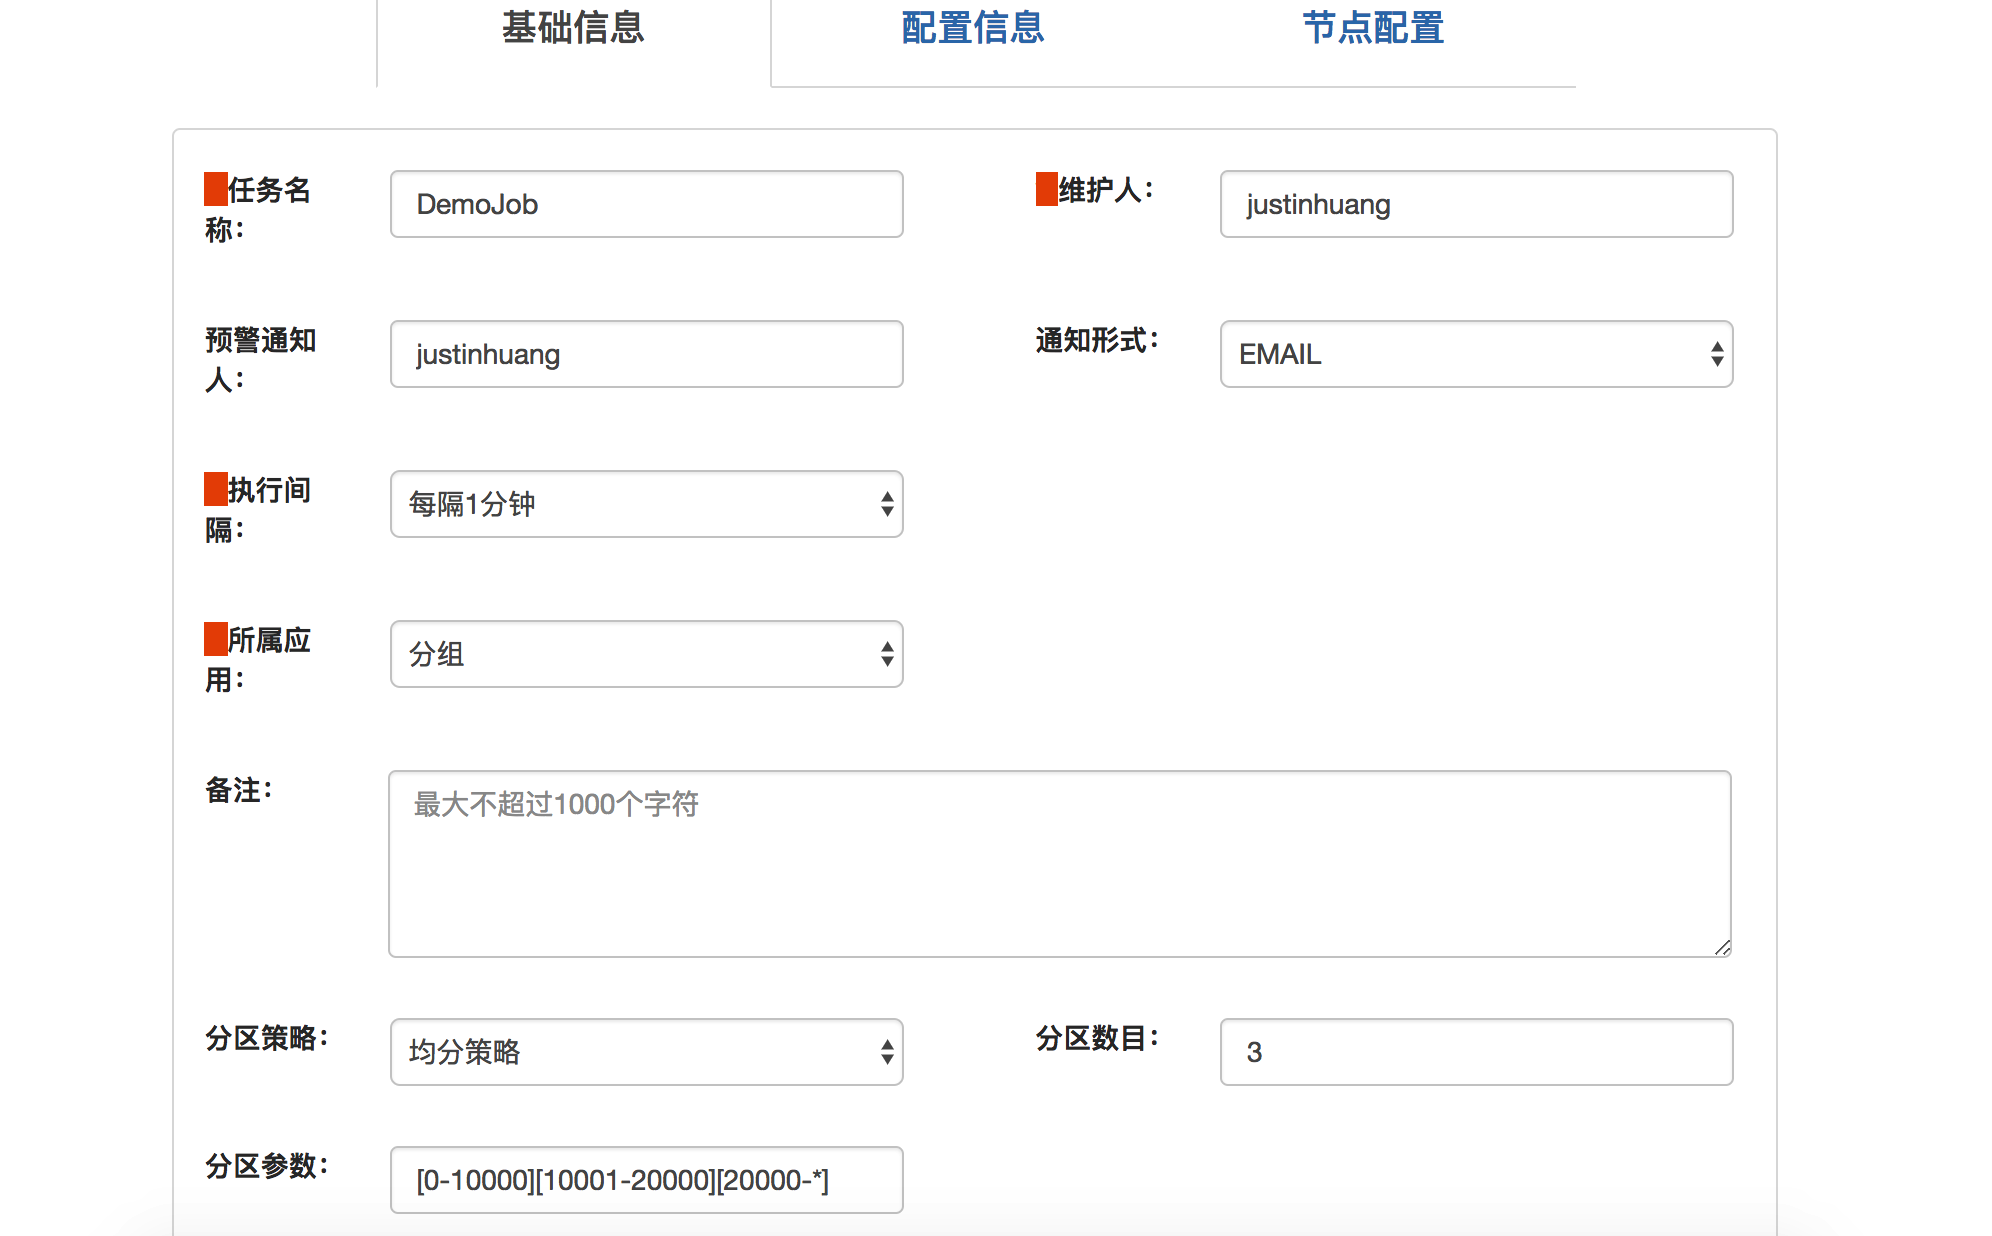 基础信息 配置信息 节点配置
任务名
称：
DemoJob
维护人：
justinhuang
预警通知
人：
justinhuang
通知形式：
EMAIL
执行间
隔：
每隔1分钟
所属应
用：
分组
备注：
最大不超过1000个字符
分区策略：
均分策略
分区数目：
3
分区参数：
[0-10000][10001-20000][20000-*]